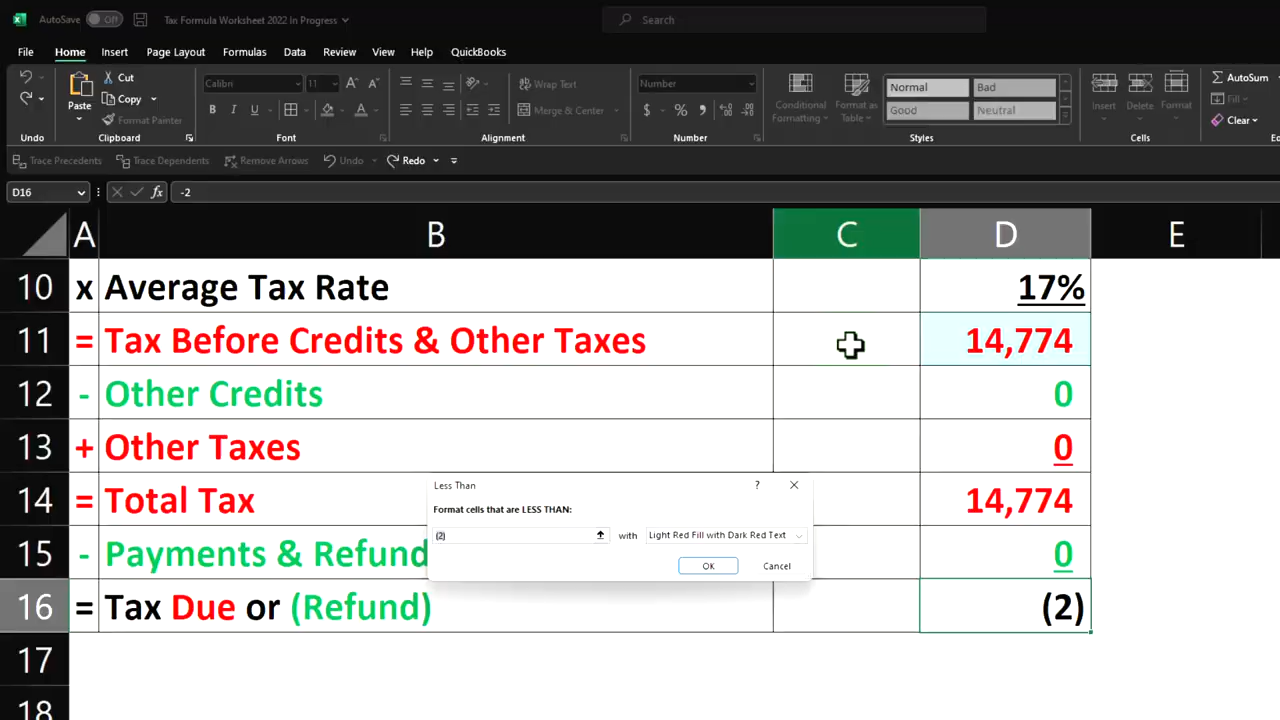 AutoSave Off Tax Formula Worksheet 2022 In Progress Search
File Home Insert Page Layout Formulas Data Review View Help QuickBooks
Cut Calibri 11 Wrap Text Number Normal Bad AutoSum
Paste Copy B I U Merge & Center $ % Conditional Formatting Format as Table Good Neutral Insert Delete Format Fill
Format Painter Clear
Undo Clipboard Font Alignment Number Styles Cells
Trace Precedents Trace Dependents Remove Arrows Undo Redo
D16 fx -2
A B C D E
10 x Average Tax Rate 17%
11 = Tax Before Credits & Other Taxes 14,774
12 - Other Credits 0
13 + Other Taxes 0
14 = Total Tax 14,774
15 - Payments & Refund 0
16 = Tax Due or (Refund) (2)
17
18
Less Than ?
Format cells that are LESS THAN:
(2) with Light Red Fill with Dark Red Text
OK Cancel